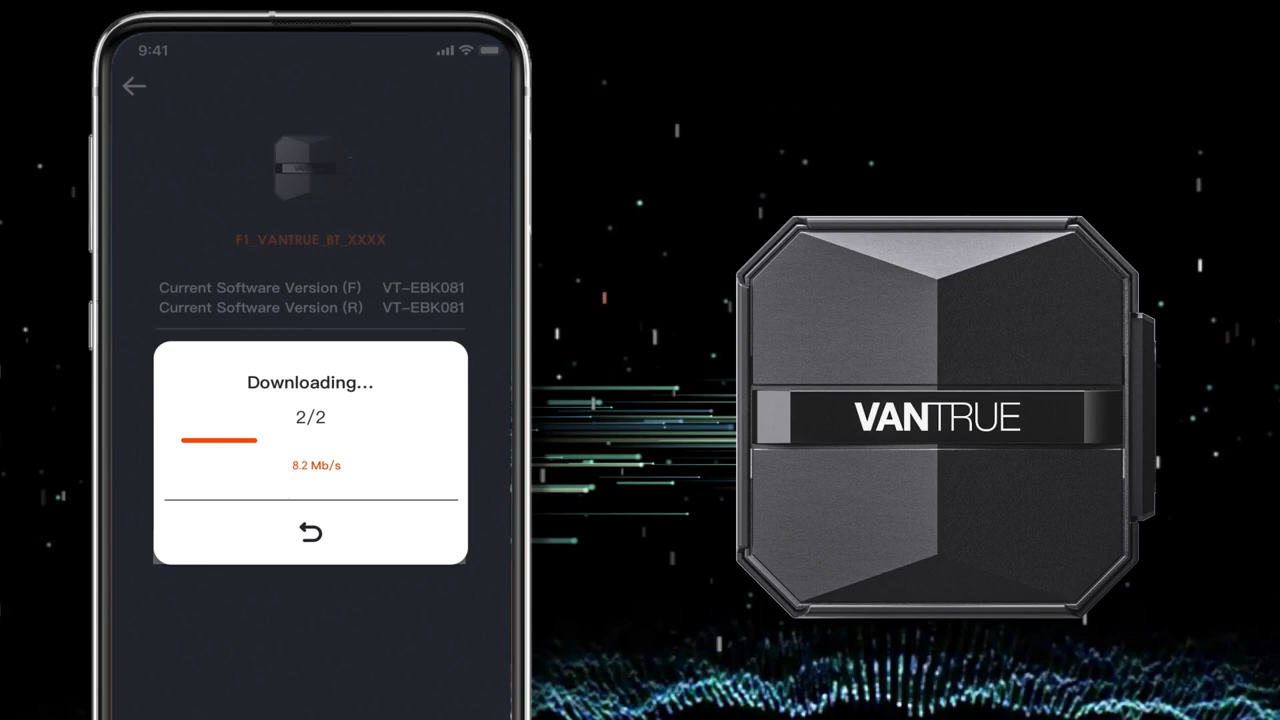 9:41
F1_VANTRUE_BT_XXXX
Current Software Version (F) VT-EBK081
Current Software Version (R) VT-EBK081
Downloading...
2/2
8.2 Mb/s
VANTRUE